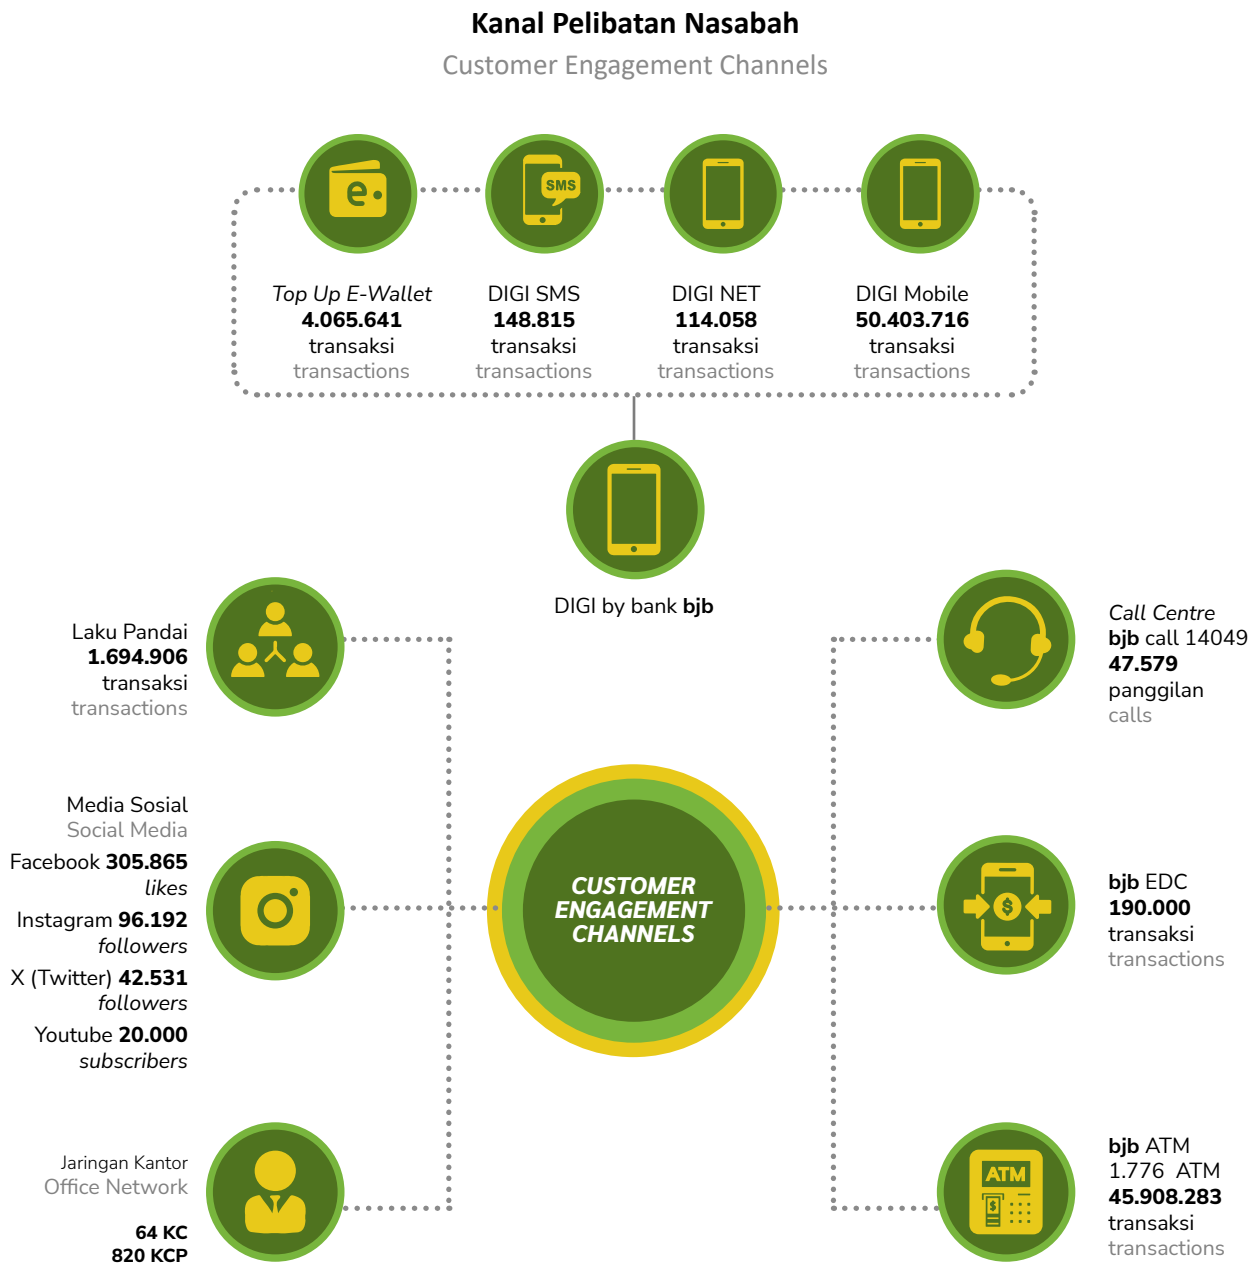 Kanal Pelibatan Nasabah
Customer Engagement Channels
e
SMS
Top Up E-Wallet
4.065.641
transaksi
transactions
DIGI SMS
148.815
transaksi
transactions
DIGI NET
114.058
transaksi
transactions
DIGI Mobile
50.403.716
transaksi
transactions
DIGI by bank bjb
Laku Pandai
1.694.906
transaksi
transactions
Media Sosial
Social Media
Facebook 305.865
likes
Instagram 96.192
followers
X (Twitter) 42.531
followers
Youtube 20.000
subscribers
Jaringan Kantor
Office Network
64 KC
820 KCP
CUSTOMER
ENGAGEMENT
CHANNELS
Call Centre
bjb call 14049
47.579
panggilan
calls
$
bjb EDC
190.000
transaksi
transactions
ATM
$
bjb ATM
1.776 ATM
45.908.283
transaksi
transactions